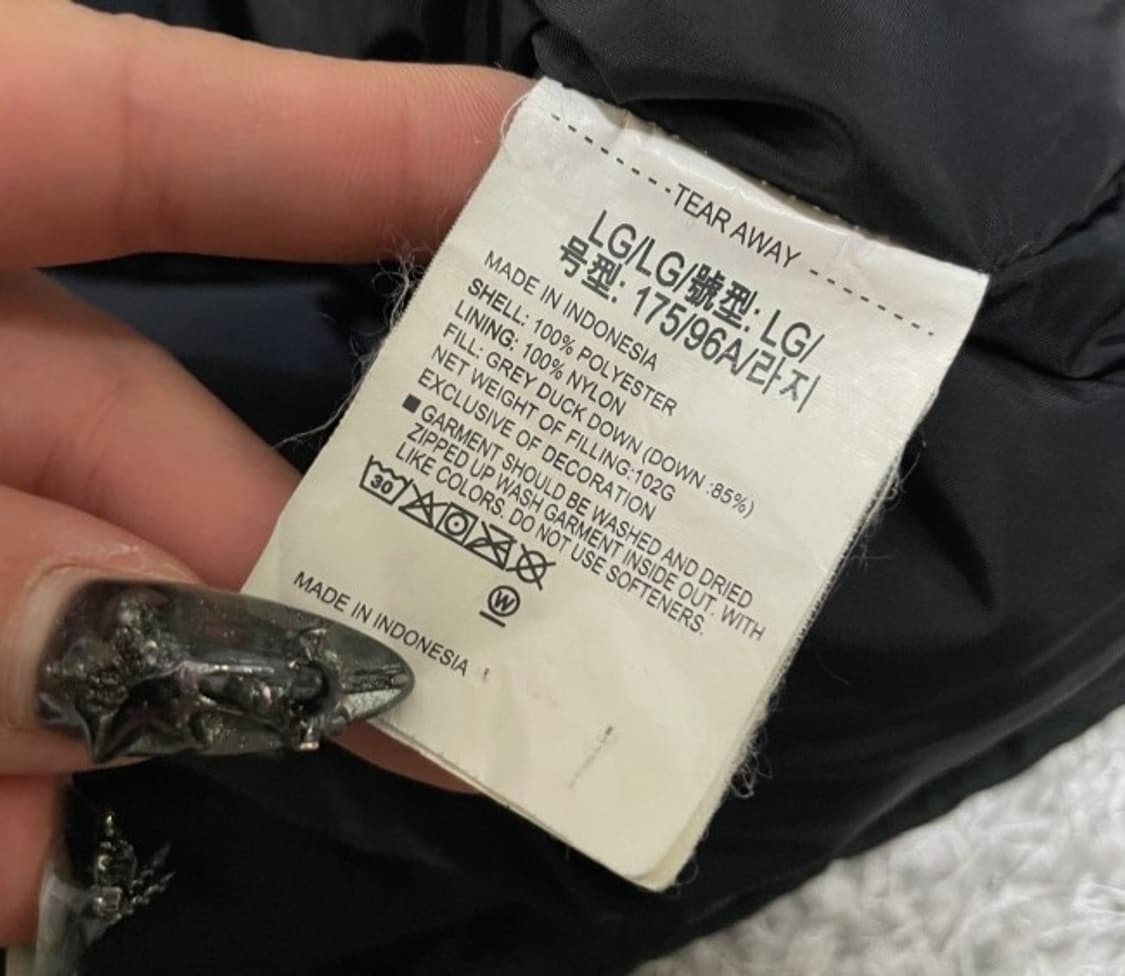 TEAR AWAY
LG/LG/號型: LG/
号型: 175/96A/라지
MADE IN INDONESIA
SHELL: 100% POLYESTER
LINING: 100% NYLON
FILL: GREY DUCK DOWN (DOWN :85%)
NET WEIGHT OF FILLING:102G
EXCLUSIVE OF DECORATION
■ GARMENT SHOULD BE WASHED AND DRIED
ZIPPED UP WASH GARMENT INSIDE OUT. WITH
LIKE COLORS. DO NOT USE SOFTENERS.
30
W
MADE IN INDONESIA